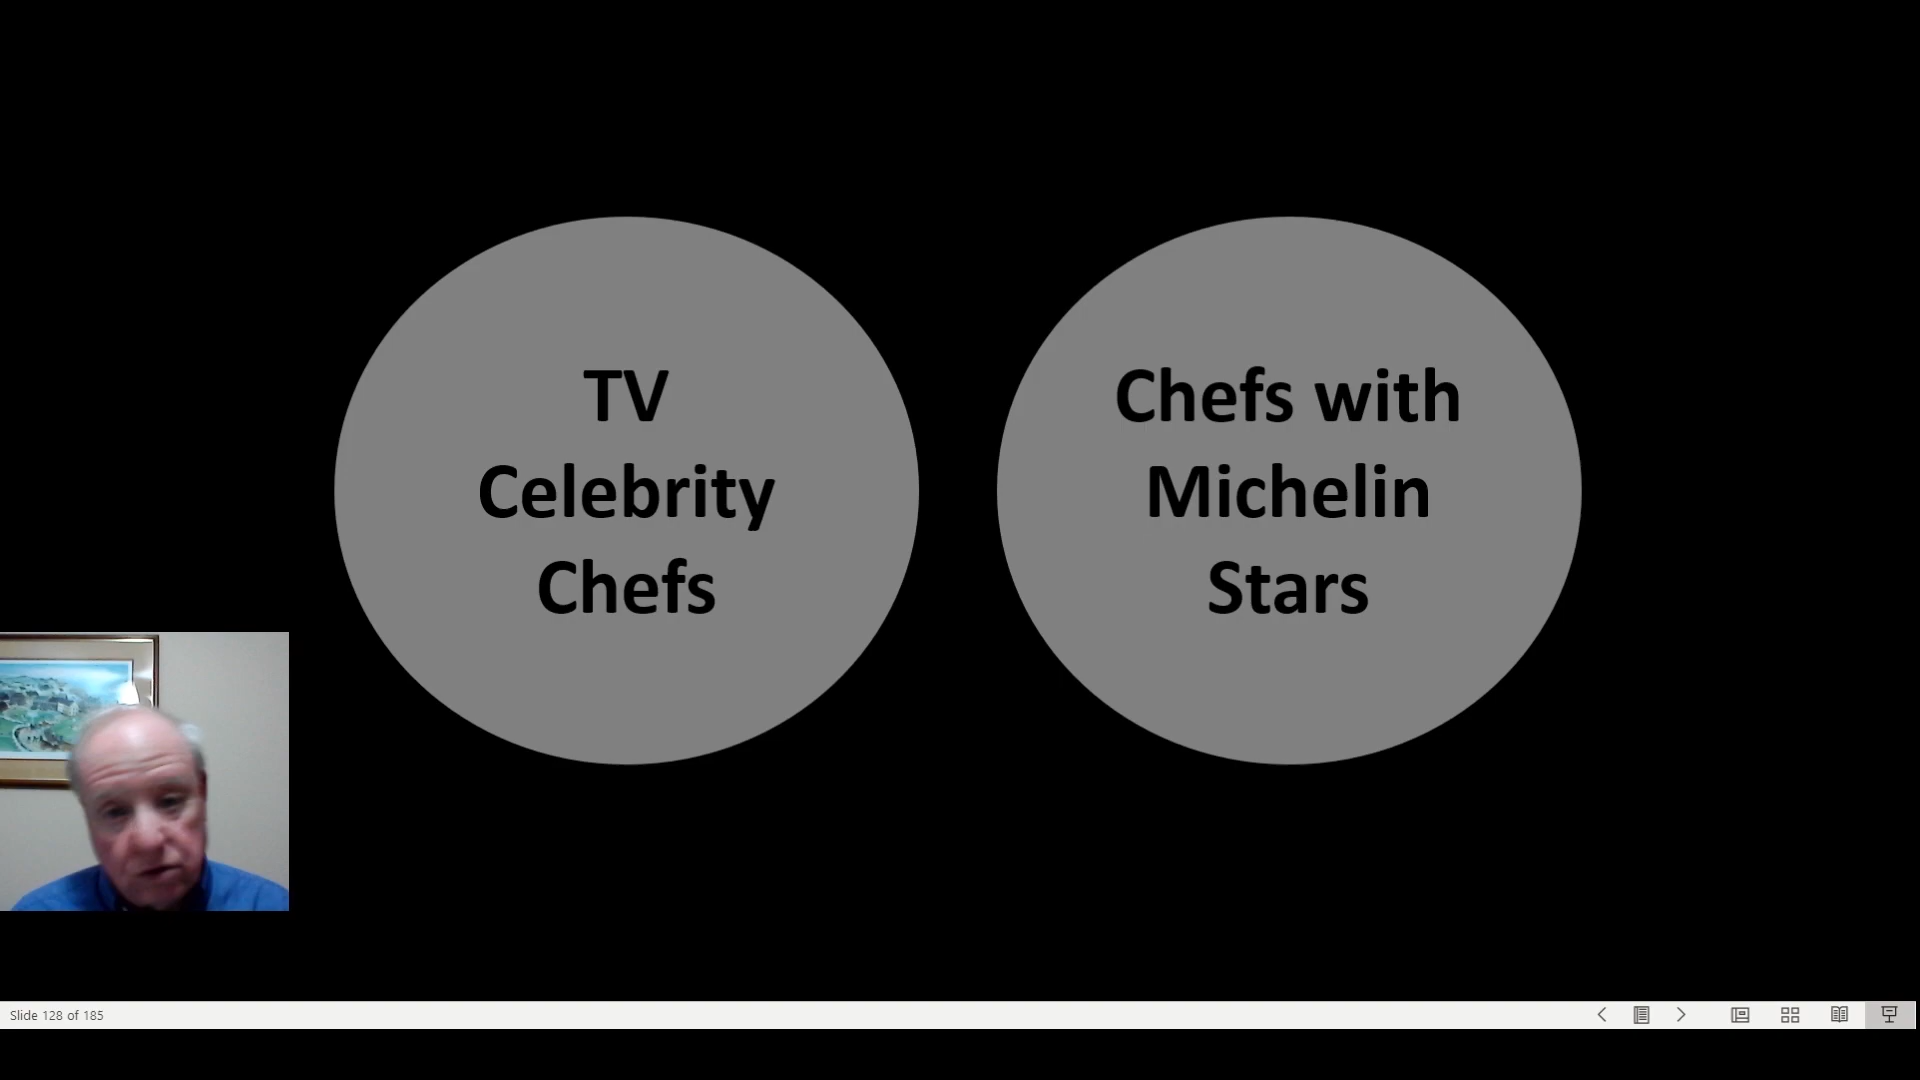 TV
Celebrity
Chefs
Chefs with
Michelin
Stars
Slide 128 of 185